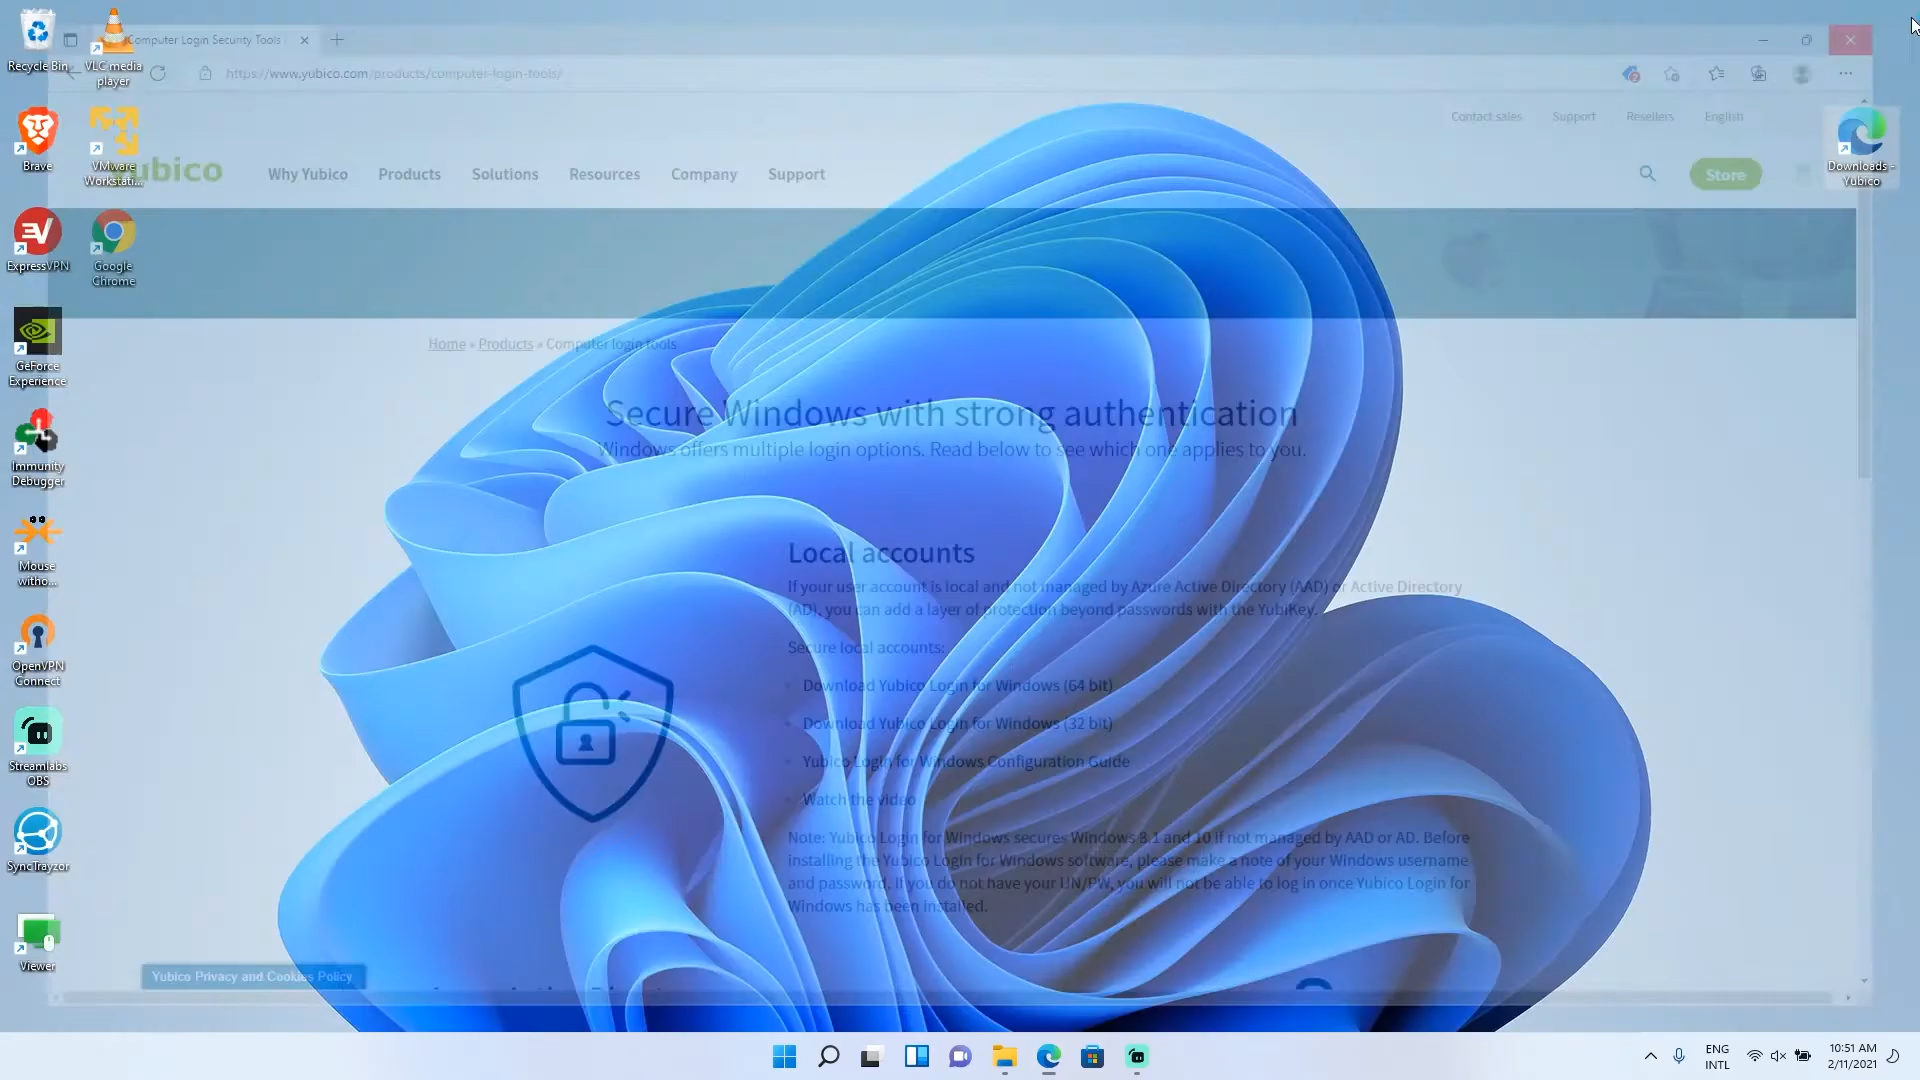 Recycle Bin
VLC media
player
Brave
VMware
Workstati...
ExpressVPN
Google
Chrome
GeForce
Experience
Immunity
Debugger
Mouse
witho...
OpenVPN
Connect
Streamlabs
OBS
SyncTrayzor
Viewer
Downloads -
Yubico
Computer Login Security Tools
https://www.yubico.com/products/computer-login-tools/
Contact sales
Support
Resellers
English
yubico
Why Yubico
Products
Solutions
Resources
Company
Support
Store
Home » Products » Computer login tools
Secure Windows with strong authentication
Windows offers multiple login options. Read below to see which one applies to you.
Local accounts
If your user account is local and not managed by Azure Active Directory (AAD) or Active Directory
(AD), you can add a layer of protection beyond passwords with the YubiKey.
Secure local accounts:
Download Yubico Login for Windows (64 bit)
Download Yubico Login for Windows (32 bit)
Yubico Login for Windows Configuration Guide
Watch the video
Note: Yubico Login for Windows secures Windows 8.1 and 10 if not managed by AAD or AD. Before
installing the Yubico Login for Windows software, please make a note of your Windows username
and password. If you do not have your UN/PW, you will not be able to log in once Yubico Login for
Windows has been installed.
Yubico Privacy and Cookies Policy
ENG
INTL
10:51 AM
2/11/2021